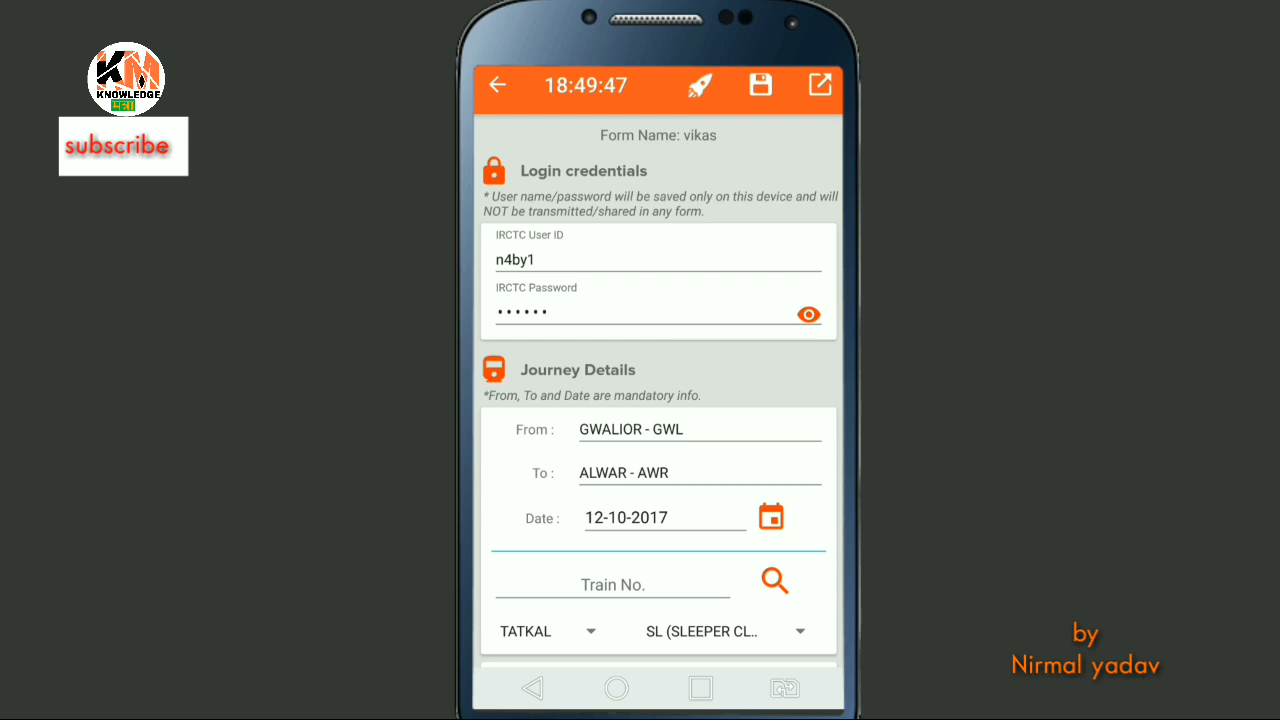 KM
KNOWLEDGE
subscribe
18:49:47
Form Name: vikas
Login credentials
* User name/password will be saved only on this device and will
NOT be transmitted/shared in any form.
IRCTC User ID
n4by1
IRCTC Password
••••••
Journey Details
*From, To and Date are mandatory info.
From : GWALIOR - GWL
To : ALWAR - AWR
Date : 12-10-2017
Train No.
TATKAL SL (SLEEPER CL..
by
Nirmal yadav